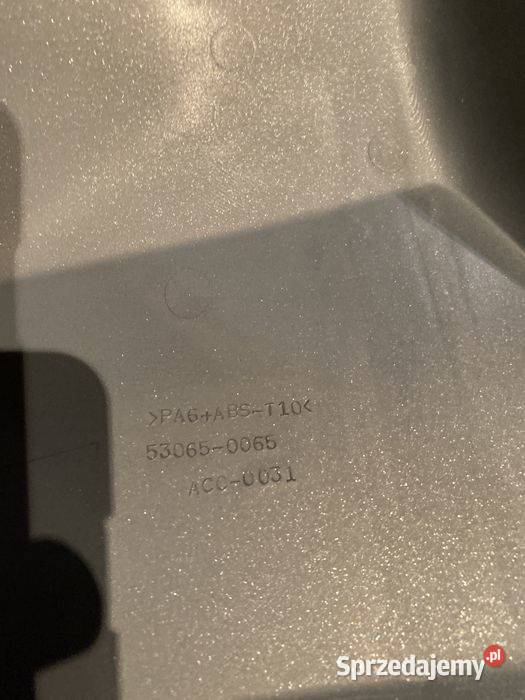 >PA6+ABS-T10<
53065-0065
ACC-0031
Sprzedajemy.pl